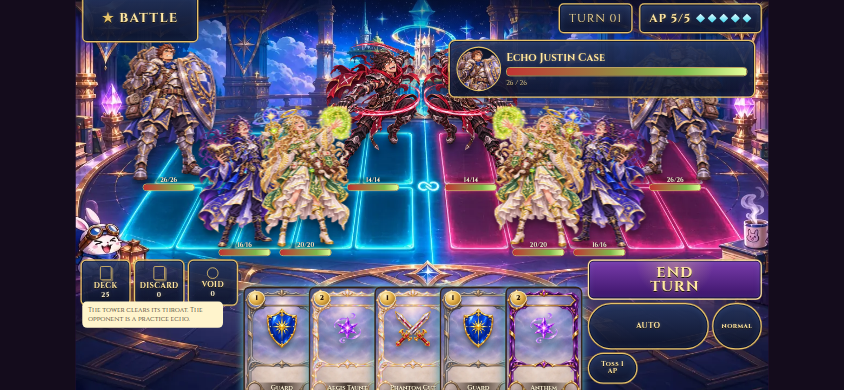 ★ BATTLE
TURN 01
AP 5/5
ECHO JUSTIN CASE
26 / 26
26/26
14/14
14/14
26/26
16/16
20/20
20/20
16/16
DECK
25
DISCARD
0
VOID
0
THE TOWER CLEARS ITS THROAT. THE
OPPONENT IS A PRACTICE ECHO.
1
2
1
1
2
GUARD
AEGIS TAUNT
PHANTOM CUT
GUARD
ANTHEM
END
TURN
AUTO
NORMAL
TOSS 1
AP